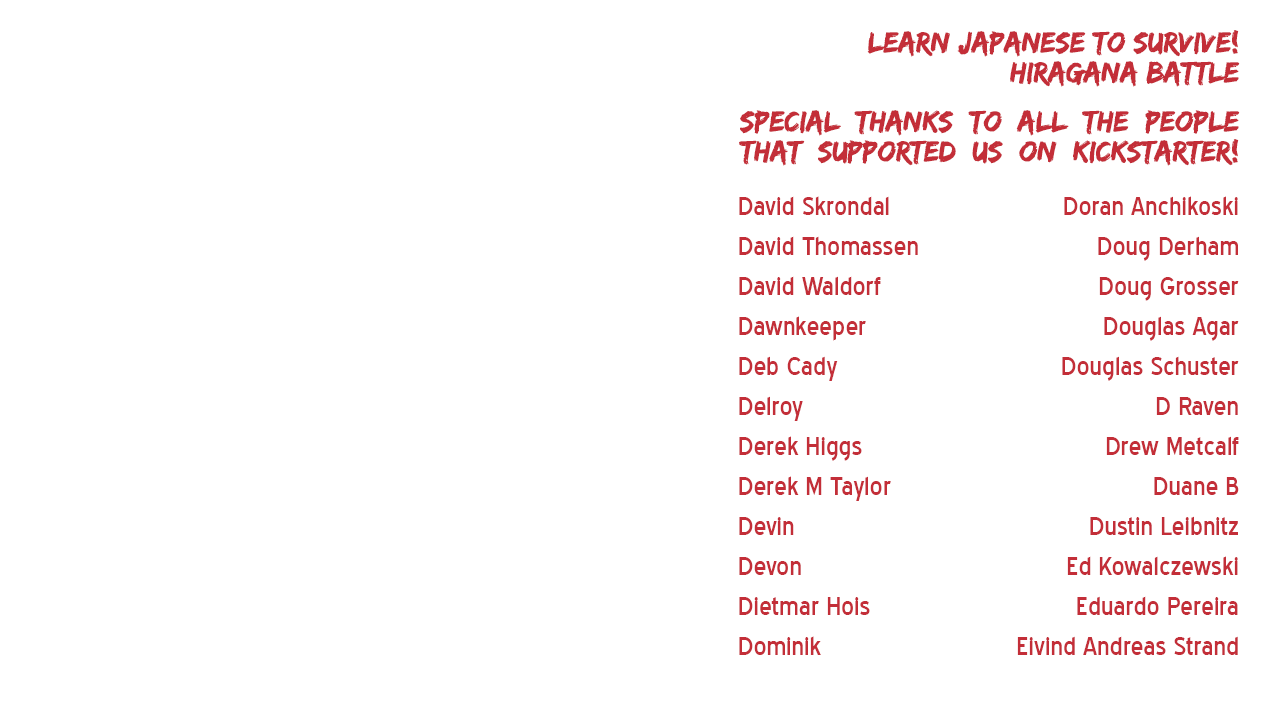 LEARN JAPANESE TO SURVIVE!
HIRAGANA BATTLE
SPECIAL THANKS TO ALL THE PEOPLE
THAT SUPPORTED US ON KICKSTARTER!
David Skrondal
David Thomassen
David Waldorf
Dawnkeeper
Deb Cady
Delroy
Derek Higgs
Derek M Taylor
Devin
Devon
Dietmar Hois
Dominik
Doran Anchikoski
Doug Derham
Doug Grosser
Douglas Agar
Douglas Schuster
D Raven
Drew Metcalf
Duane B
Dustin Leibnitz
Ed Kowalczewski
Eduardo Pereira
Eivind Andreas Strand